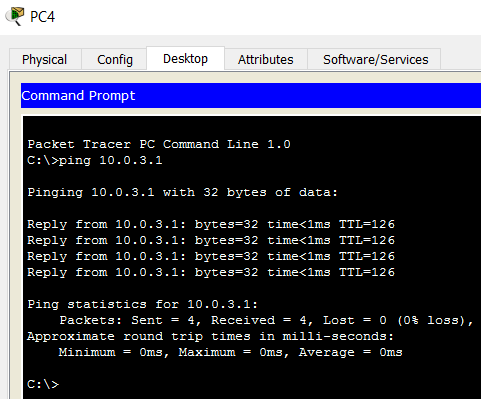 PC4
Physical Config Desktop Attributes Software/Services
Command Prompt
Packet Tracer PC Command Line 1.0
C:\>ping 10.0.3.1
Pinging 10.0.3.1 with 32 bytes of data:
Reply from 10.0.3.1: bytes=32 time<1ms TTL=126
Reply from 10.0.3.1: bytes=32 time<1ms TTL=126
Reply from 10.0.3.1: bytes=32 time<1ms TTL=126
Reply from 10.0.3.1: bytes=32 time<1ms TTL=126
Ping statistics for 10.0.3.1:
    Packets: Sent = 4, Received = 4, Lost = 0 (0% loss),
Approximate round trip times in milli-seconds:
    Minimum = 0ms, Maximum = 0ms, Average = 0ms
C:\>